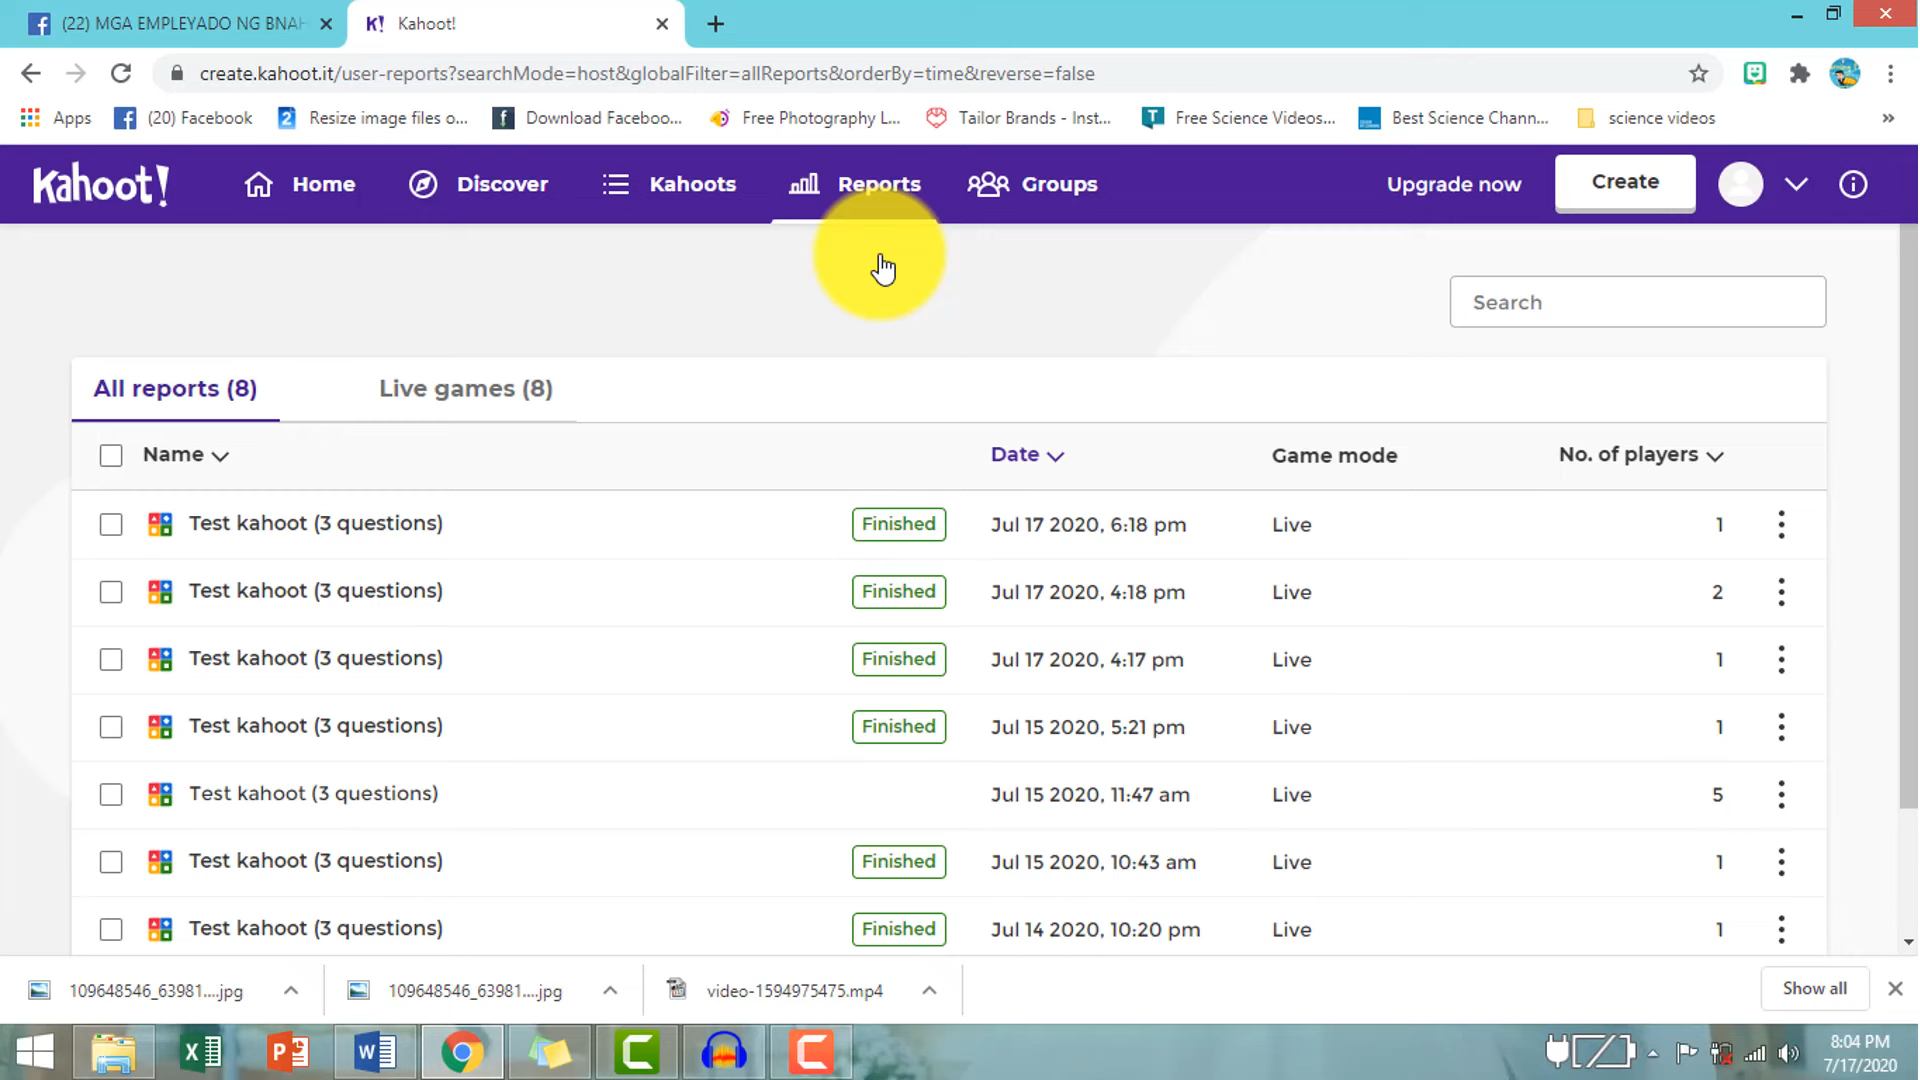 (22) MGA EMPLEYADO NG BNAH
Kahoot!
create.kahoot.it/user-reports?searchMode=host&globalFilter=allReports&orderBy=time&reverse=false
Apps
(20) Facebook
Resize image files o...
Download Faceboo...
Free Photography L...
Tailor Brands - Inst...
Free Science Videos...
Best Science Chann...
science videos
Kahoot!
Home
Discover
Kahoots
Reports
Groups
Upgrade now
Create
Search
All reports (8)
Live games (8)
Name Date Game mode No. of players
Test kahoot (3 questions) Finished Jul 17 2020, 6:18 pm Live 1
Test kahoot (3 questions) Finished Jul 17 2020, 4:18 pm Live 2
Test kahoot (3 questions) Finished Jul 17 2020, 4:17 pm Live 1
Test kahoot (3 questions) Finished Jul 15 2020, 5:21 pm Live 1
Test kahoot (3 questions) Jul 15 2020, 11:47 am Live 5
Test kahoot (3 questions) Finished Jul 15 2020, 10:43 am Live 1
Test kahoot (3 questions) Finished Jul 14 2020, 10:20 pm Live 1
109648546_63981....jpg
109648546_63981....jpg
video-1594975475.mp4
Show all
8:04 PM
7/17/2020